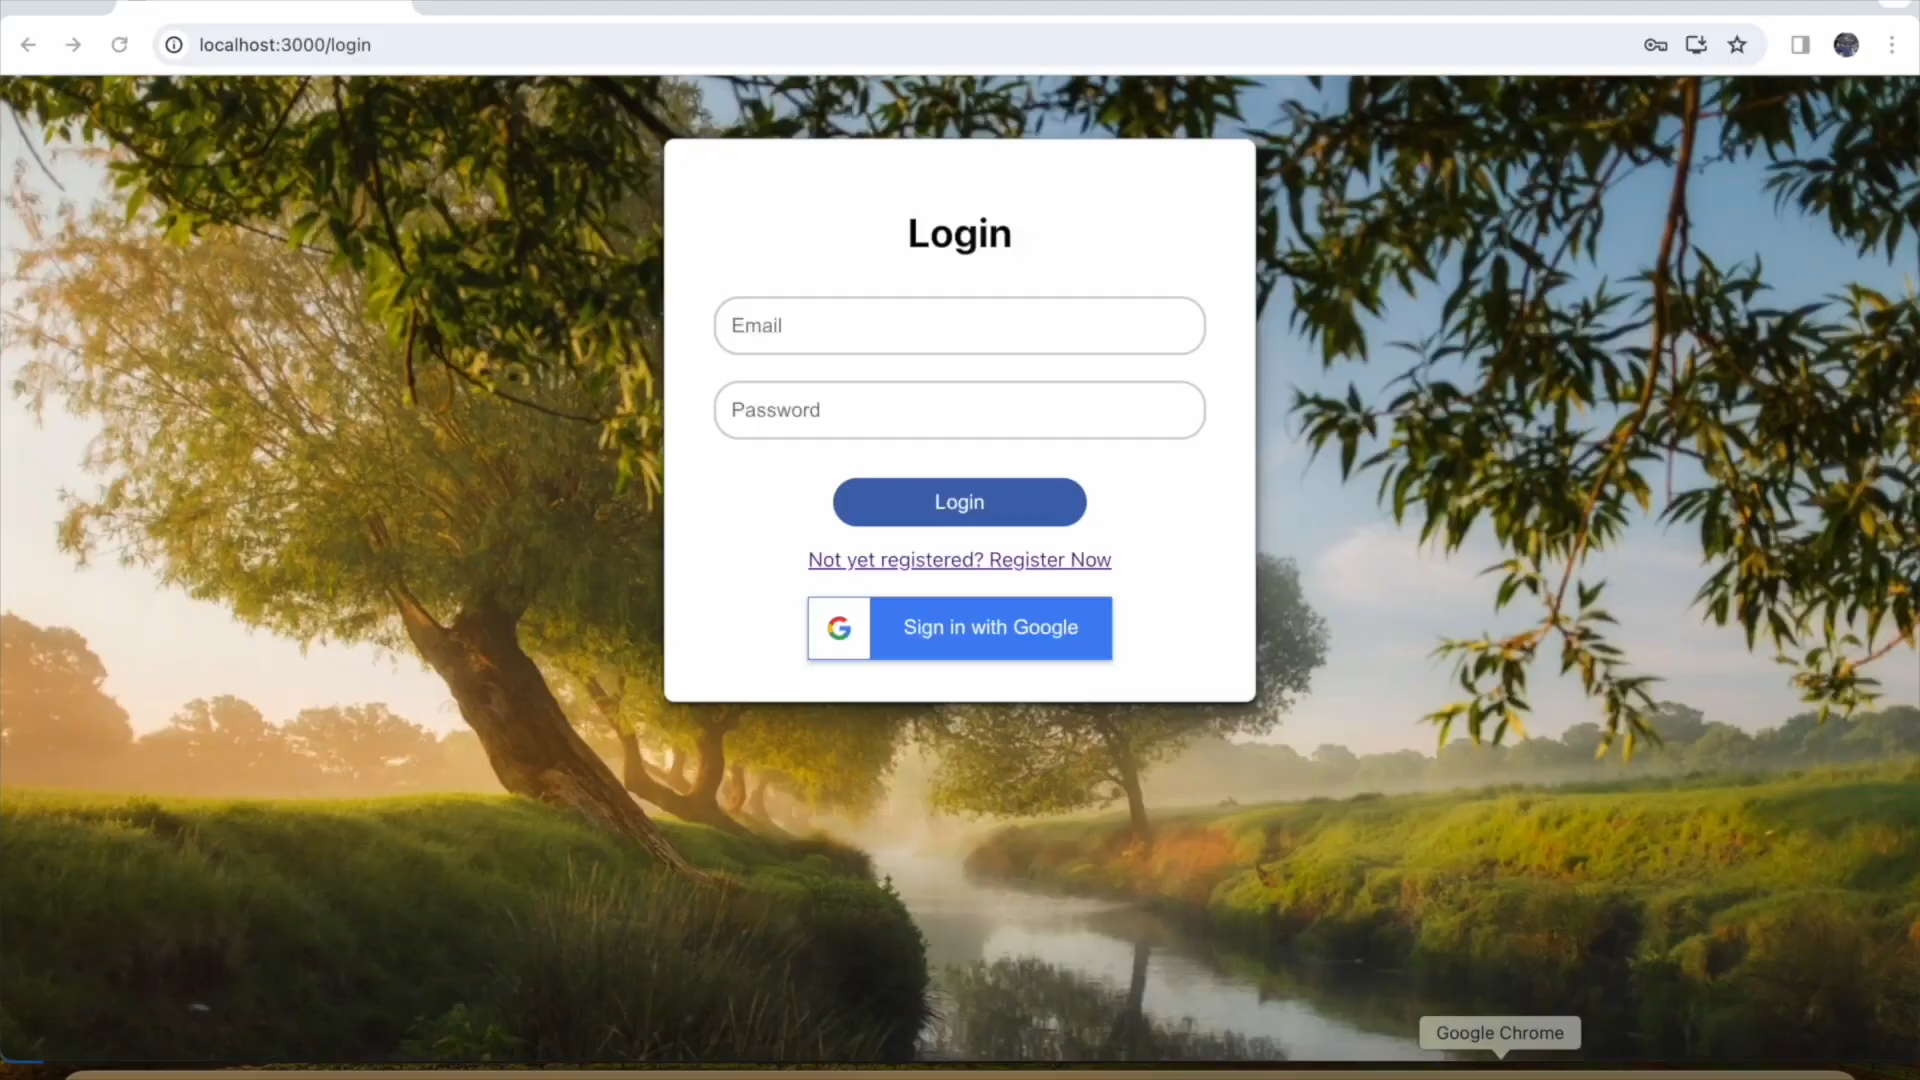 localhost:3000/login
Login
Email
Password
Login
Not yet registered? Register Now
Sign in with Google
Google Chrome